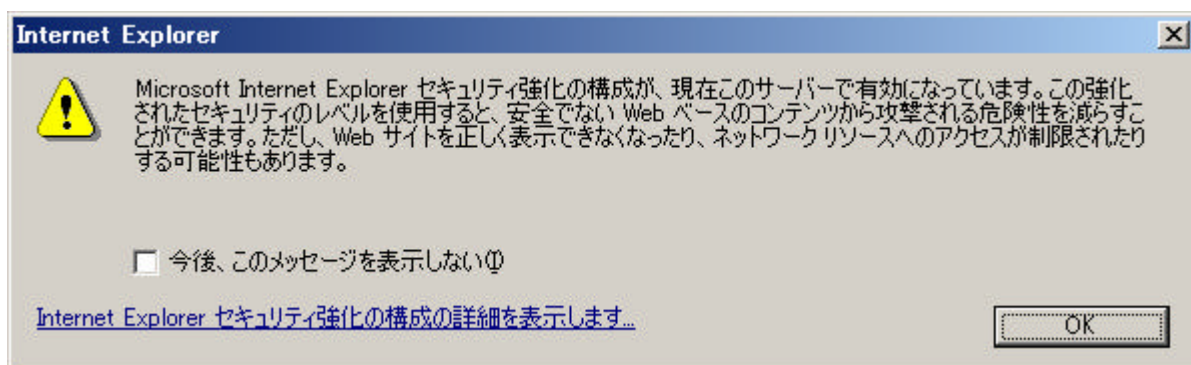 Internet Explorer
Microsoft Internet Explorer セキュリティ強化の構成が、現在このサーバーで有効になっています。この強化
されたセキュリティのレベルを使用すると、安全でない Web ベースのコンテンツから攻撃される危険性を減らすこ
とができます。ただし、Web サイトを正しく表示できなくなったり、ネットワーク リソースへのアクセスが制限されたり
する可能性もあります。
今後、このメッセージを表示しない(I)
Internet Explorer セキュリティ強化の構成の詳細を表示します...
OK